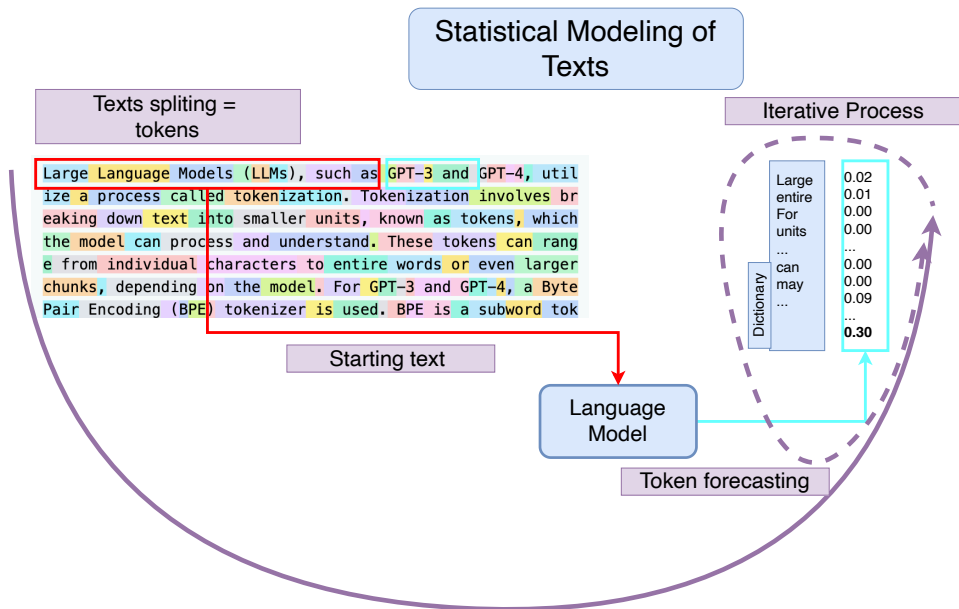 Statistical Modeling of
Texts
Texts spliting =
tokens
Iterative Process
Large Language Models (LLMs), such as GPT-3 and GPT-4, util
ize a process called tokenization. Tokenization involves br
eaking down text into smaller units, known as tokens, which
the model can process and understand. These tokens can rang
e from individual characters to entire words or even larger
chunks, depending on the model. For GPT-3 and GPT-4, a Byte
Pair Encoding (BPE) tokenizer is used. BPE is a subword tok
Dictionary
Large
entire
For
units
...
can
may
...
0.02
0.01
0.00
0.00
...
0.00
0.00
0.09
...
0.30
Starting text
Language
Model
Token forecasting